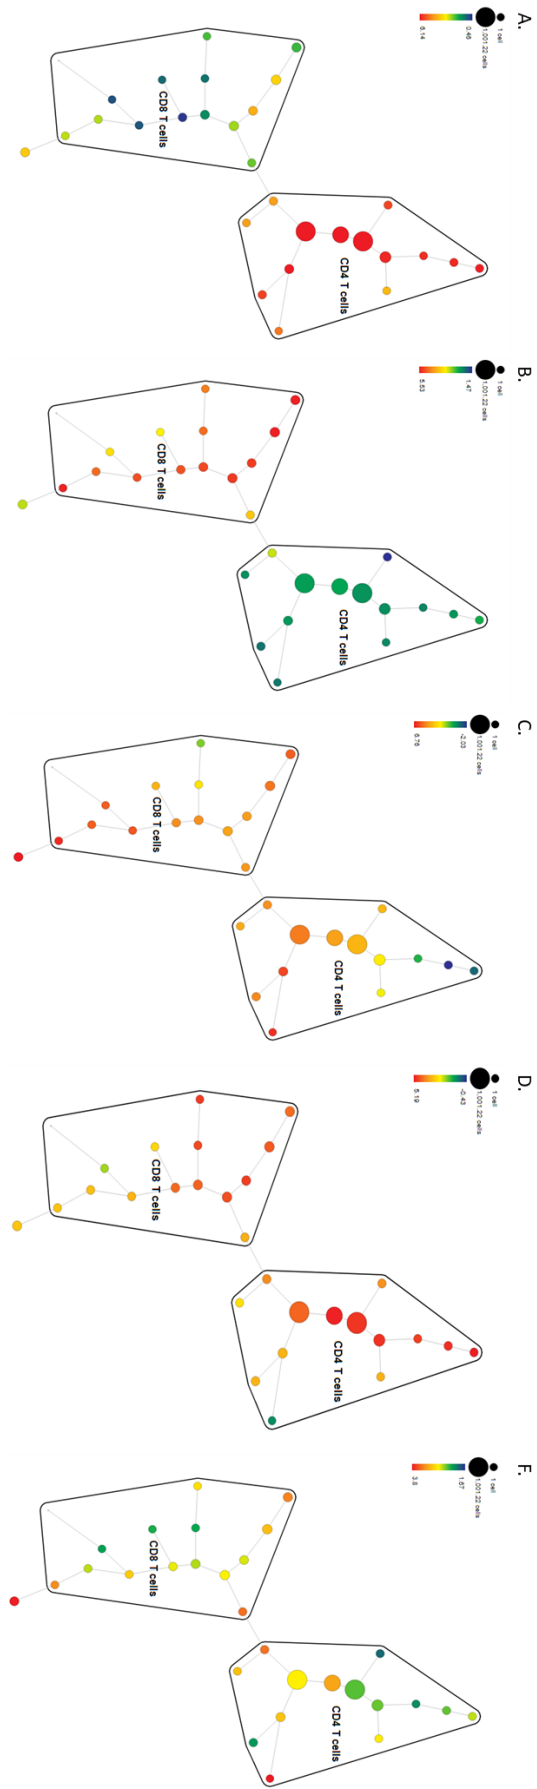 A.
1 cell
1,001.22 cells
0.46
6.14
CD8 T cells
CD4 T cells
B.
1 cell
1,001.22 cells
1.47
5.63
CD8 T cells
CD4 T cells
C.
1 cell
1,001.22 cells
-2.03
6.76
CD8 T cells
CD4 T cells
D.
1 cell
1,001.22 cells
-0.43
5.19
CD8 T cells
CD4 T cells
F.
1 cell
1,001.22 cells
1.67
3.8
CD8 T cells
CD4 T cells